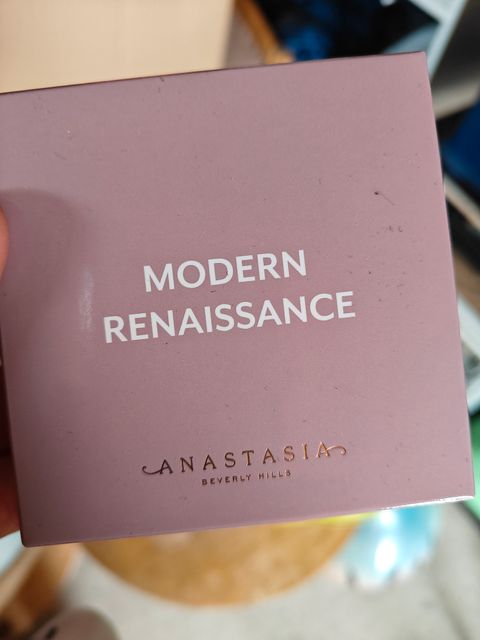 MODERN
RENAISSANCE
ANASTASIA
BEVERLY HILLS